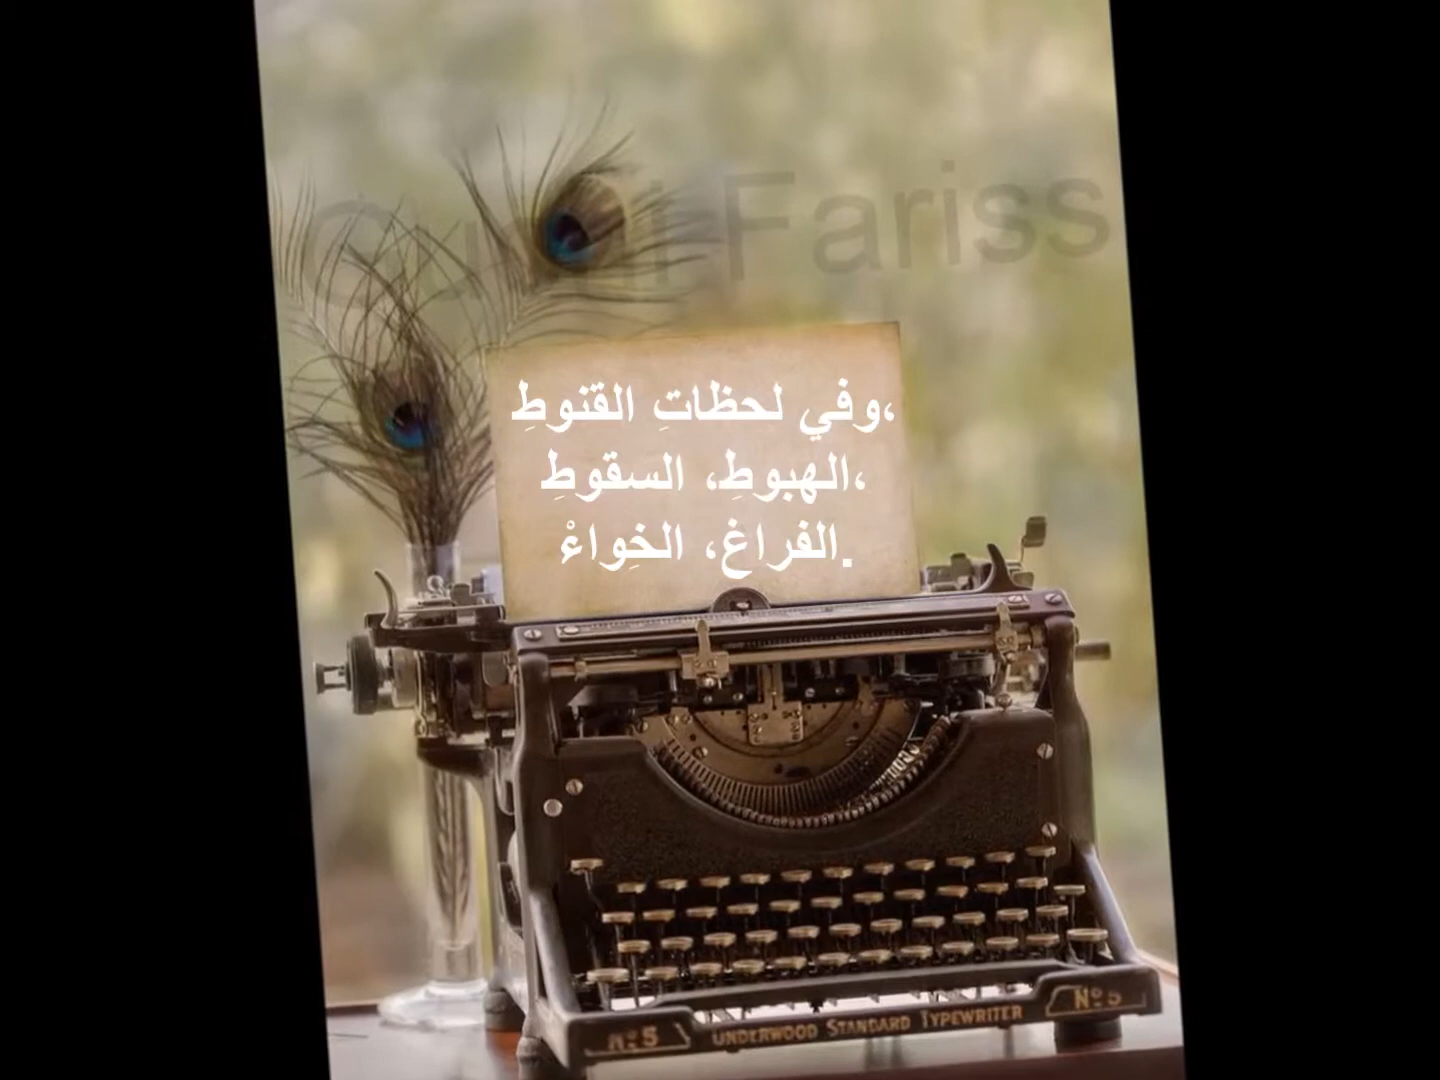 Fariss
وفي لحظاتِ القنوطِ،
الهبوطِ، السقوطِ،
الفراغ، الخِواءْ.
Nº 5 UNDERWOOD STANDARD TYPEWRITER Nº 5